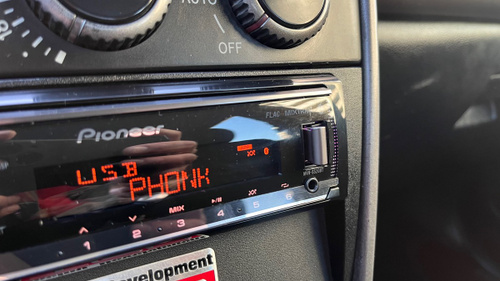 AUTO
OFF
FLAC
Pioneer
USB
PHONK
MIX
1 2 3 4 5 6
Development